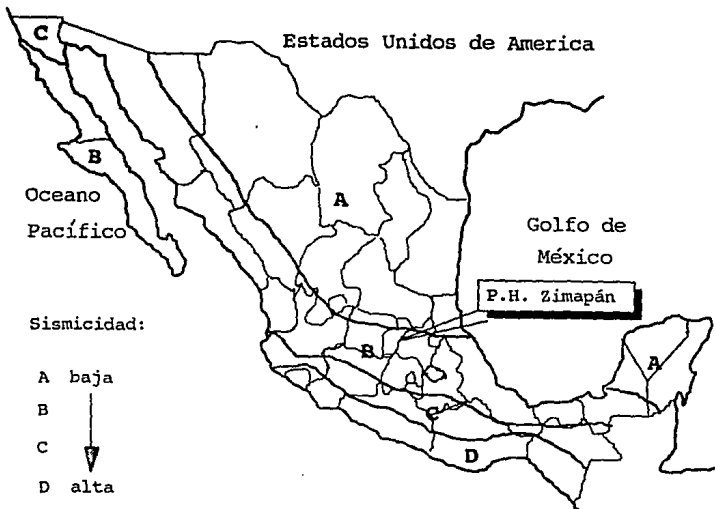 C
Estados Unidos de America
B
A
Oceano
Pacífico
Golfo de
México
P.H. Zimapán
Sismicidad:
B
A
A baja
B
C
C
D
D alta